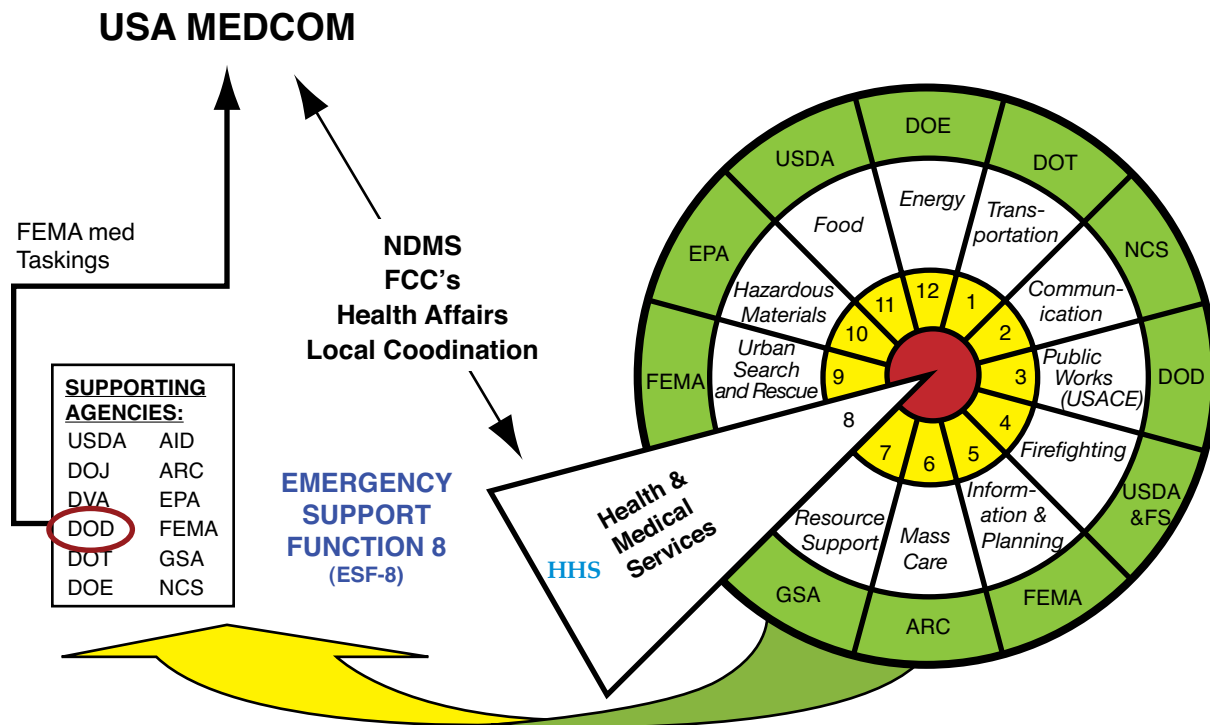 USA MEDCOM
FEMA med
Taskings
NDMS
FCC's
Health Affairs
Local Coodination
SUPPORTING
AGENCIES:
USDA AID
DOJ ARC
DVA EPA
DOD FEMA
DOT GSA
DOE NCS
EMERGENCY
SUPPORT
FUNCTION 8
(ESF-8)
HHS
Health &
Medical
Services
8
DOE
Energy
12
DOT
Trans-
portation
1
NCS
Commun-
ication
2
DOD
Public
Works
(USACE)
3
USDA
&FS
Firefighting
4
FEMA
Inform-
ation &
Planning
5
ARC
Mass
Care
6
GSA
Resource
Support
7
FEMA
Urban
Search
and Rescue
9
EPA
Hazardous
Materials
10
USDA
Food
11